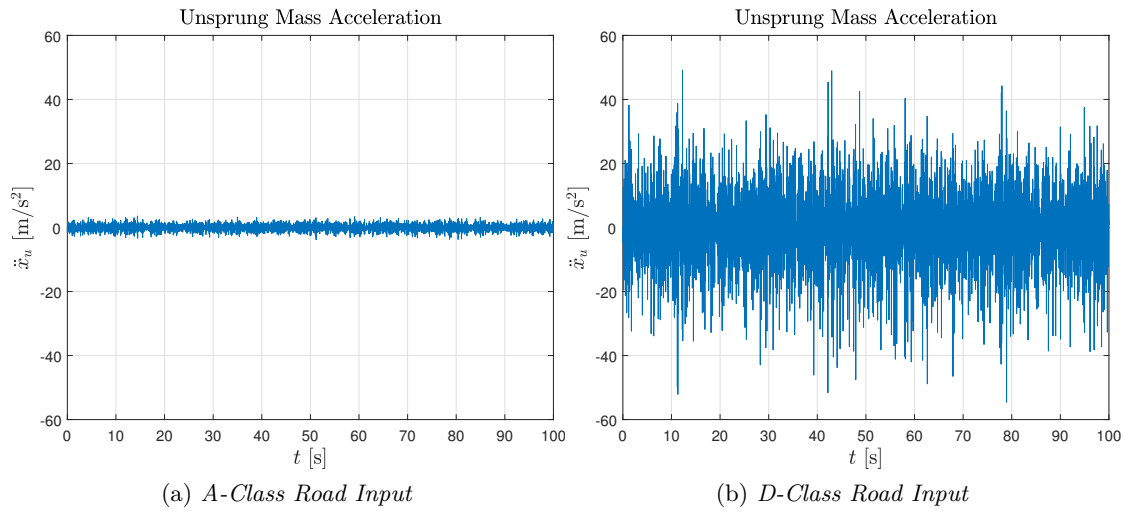 Unsprung Mass Acceleration
60
40
20
0
-20
-40
-60
ẍᵤ [m/s²]
0 10 20 30 40 50 60 70 80 90 100
t [s]
(a) A-Class Road Input
Unsprung Mass Acceleration
60
40
20
0
-20
-40
-60
ẍᵤ [m/s²]
0 10 20 30 40 50 60 70 80 90 100
t [s]
(b) D-Class Road Input